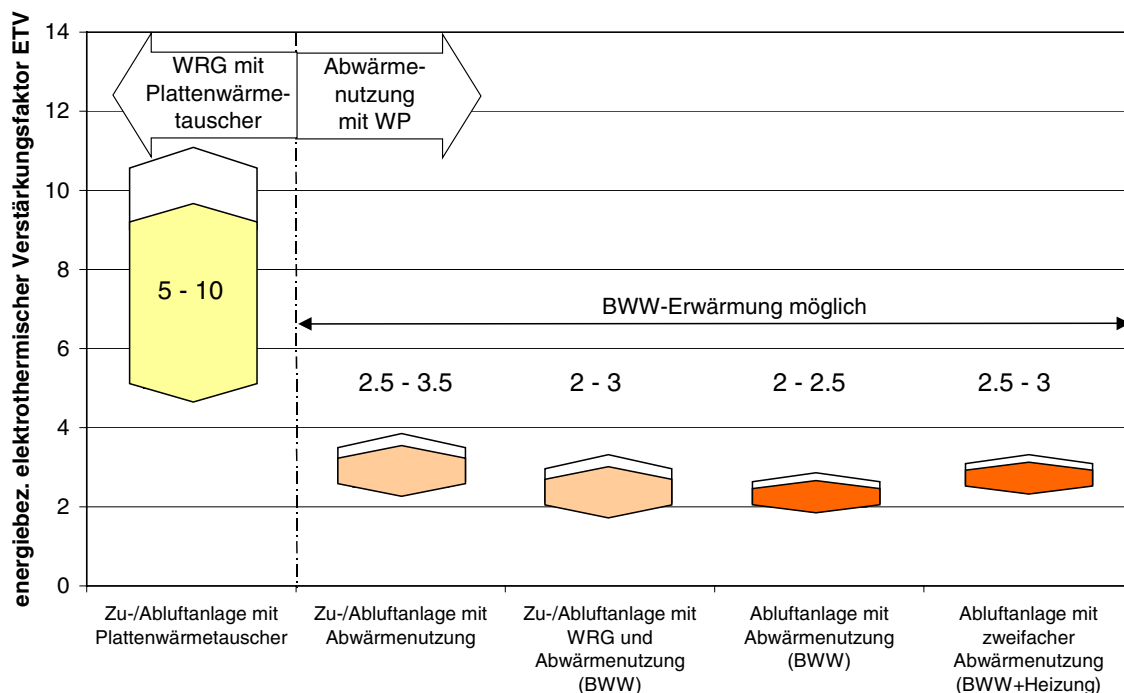 energiebez. elektrothermischer Verstärkungsfaktor ETV
14
12
10
8
6
4
2
0
WRG mit
Plattenwärme-
tauscher
Abwärme-
nutzung
mit WP
5 - 10
BWW-Erwärmung möglich
2.5 - 3.5
2 - 3
2 - 2.5
2.5 - 3
Zu-/Abluftanlage mit
Plattenwärmetauscher
Zu-/Abluftanlage mit
Abwärmenutzung
Zu-/Abluftanlage mit
WRG und
Abwärmenutzung
(BWW)
Abluftanlage mit
Abwärmenutzung
(BWW)
Abluftanlage mit
zweifacher
Abwärmenutzung
(BWW+Heizung)